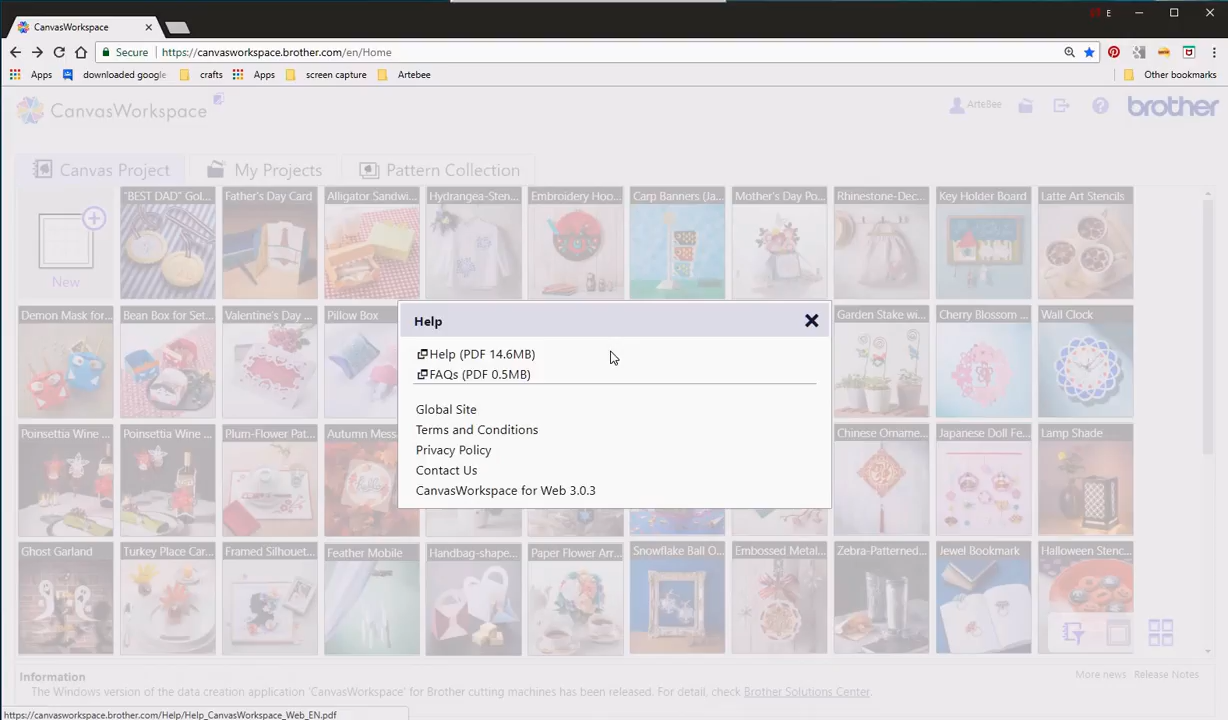 E
CanvasWorkspace
Secure https://canvasworkspace.brother.com/en/Home
Apps downloaded google crafts Apps screen capture Artebee Other bookmarks
CanvasWorkspace ArteBee brother
Canvas Project My Projects Pattern Collection
New
"BEST DAD" Gol... Father's Day Card Alligator Sandwi... Hydrangea-Sten... Embroidery Hoo... Carp Banners (Ja... Mother's Day Po... Rhinestone-Dec... Key Holder Board Latte Art Stencils
Demon Mask for... Bean Box for Set... Valentine's Day ... Pillow Box Garden Stake wi... Cherry Blossom ... Wall Clock
Help
Help (PDF 14.6MB)
FAQs (PDF 0.5MB)
Global Site
Terms and Conditions
Privacy Policy
Contact Us
CanvasWorkspace for Web 3.0.3
Poinsettia Wine ... Poinsettia Wine ... Plum-Flower Pat... Autumn Mess Chinese Orname... Japanese Doll Fe... Lamp Shade
Ghost Garland Turkey Place Car... Framed Silhouet... Feather Mobile Handbag-shape... Paper Flower Arr... Snowflake Ball O... Embossed Metal... Zebra-Patterned... Jewel Bookmark Halloween Stenc...
Information More news Release Notes
The Windows version of the data creation application 'CanvasWorkspace' for Brother cutting machines has been released. For detail, check Brother Solutions Center.
https://canvasworkspace.brother.com/Help/Help_CanvasWorkspace_Web_EN.pdf